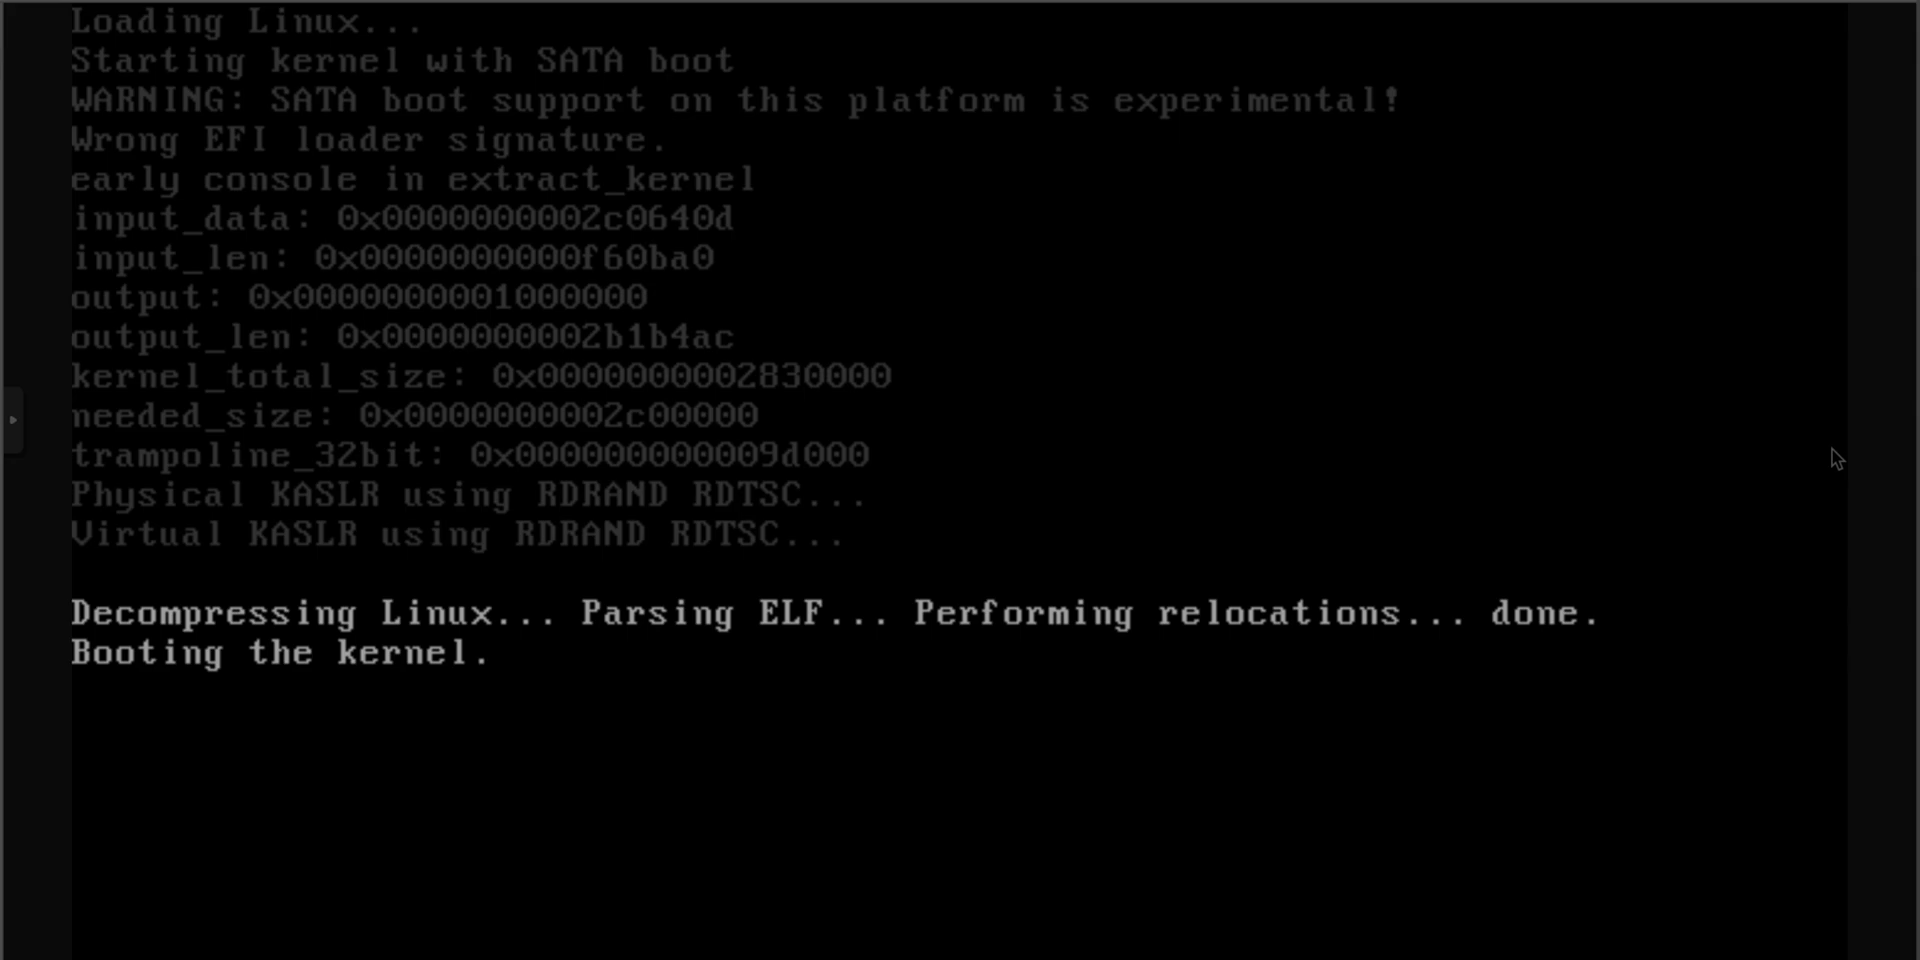 Loading Linux...
Starting kernel with SATA boot
WARNING: SATA boot support on this platform is experimental!
Wrong EFI loader signature.
early console in extract_kernel
input_data: 0x0000000002c0640d
input_len: 0x0000000000f60ba0
output: 0x0000000001000000
output_len: 0x0000000002b1b4ac
kernel_total_size: 0x0000000002830000
needed_size: 0x0000000002c00000
trampoline_32bit: 0x000000000009d000
Physical KASLR using RDRAND RDTSC...
Virtual KASLR using RDRAND RDTSC...
Decompressing Linux... Parsing ELF... Performing relocations... done.
Booting the kernel.